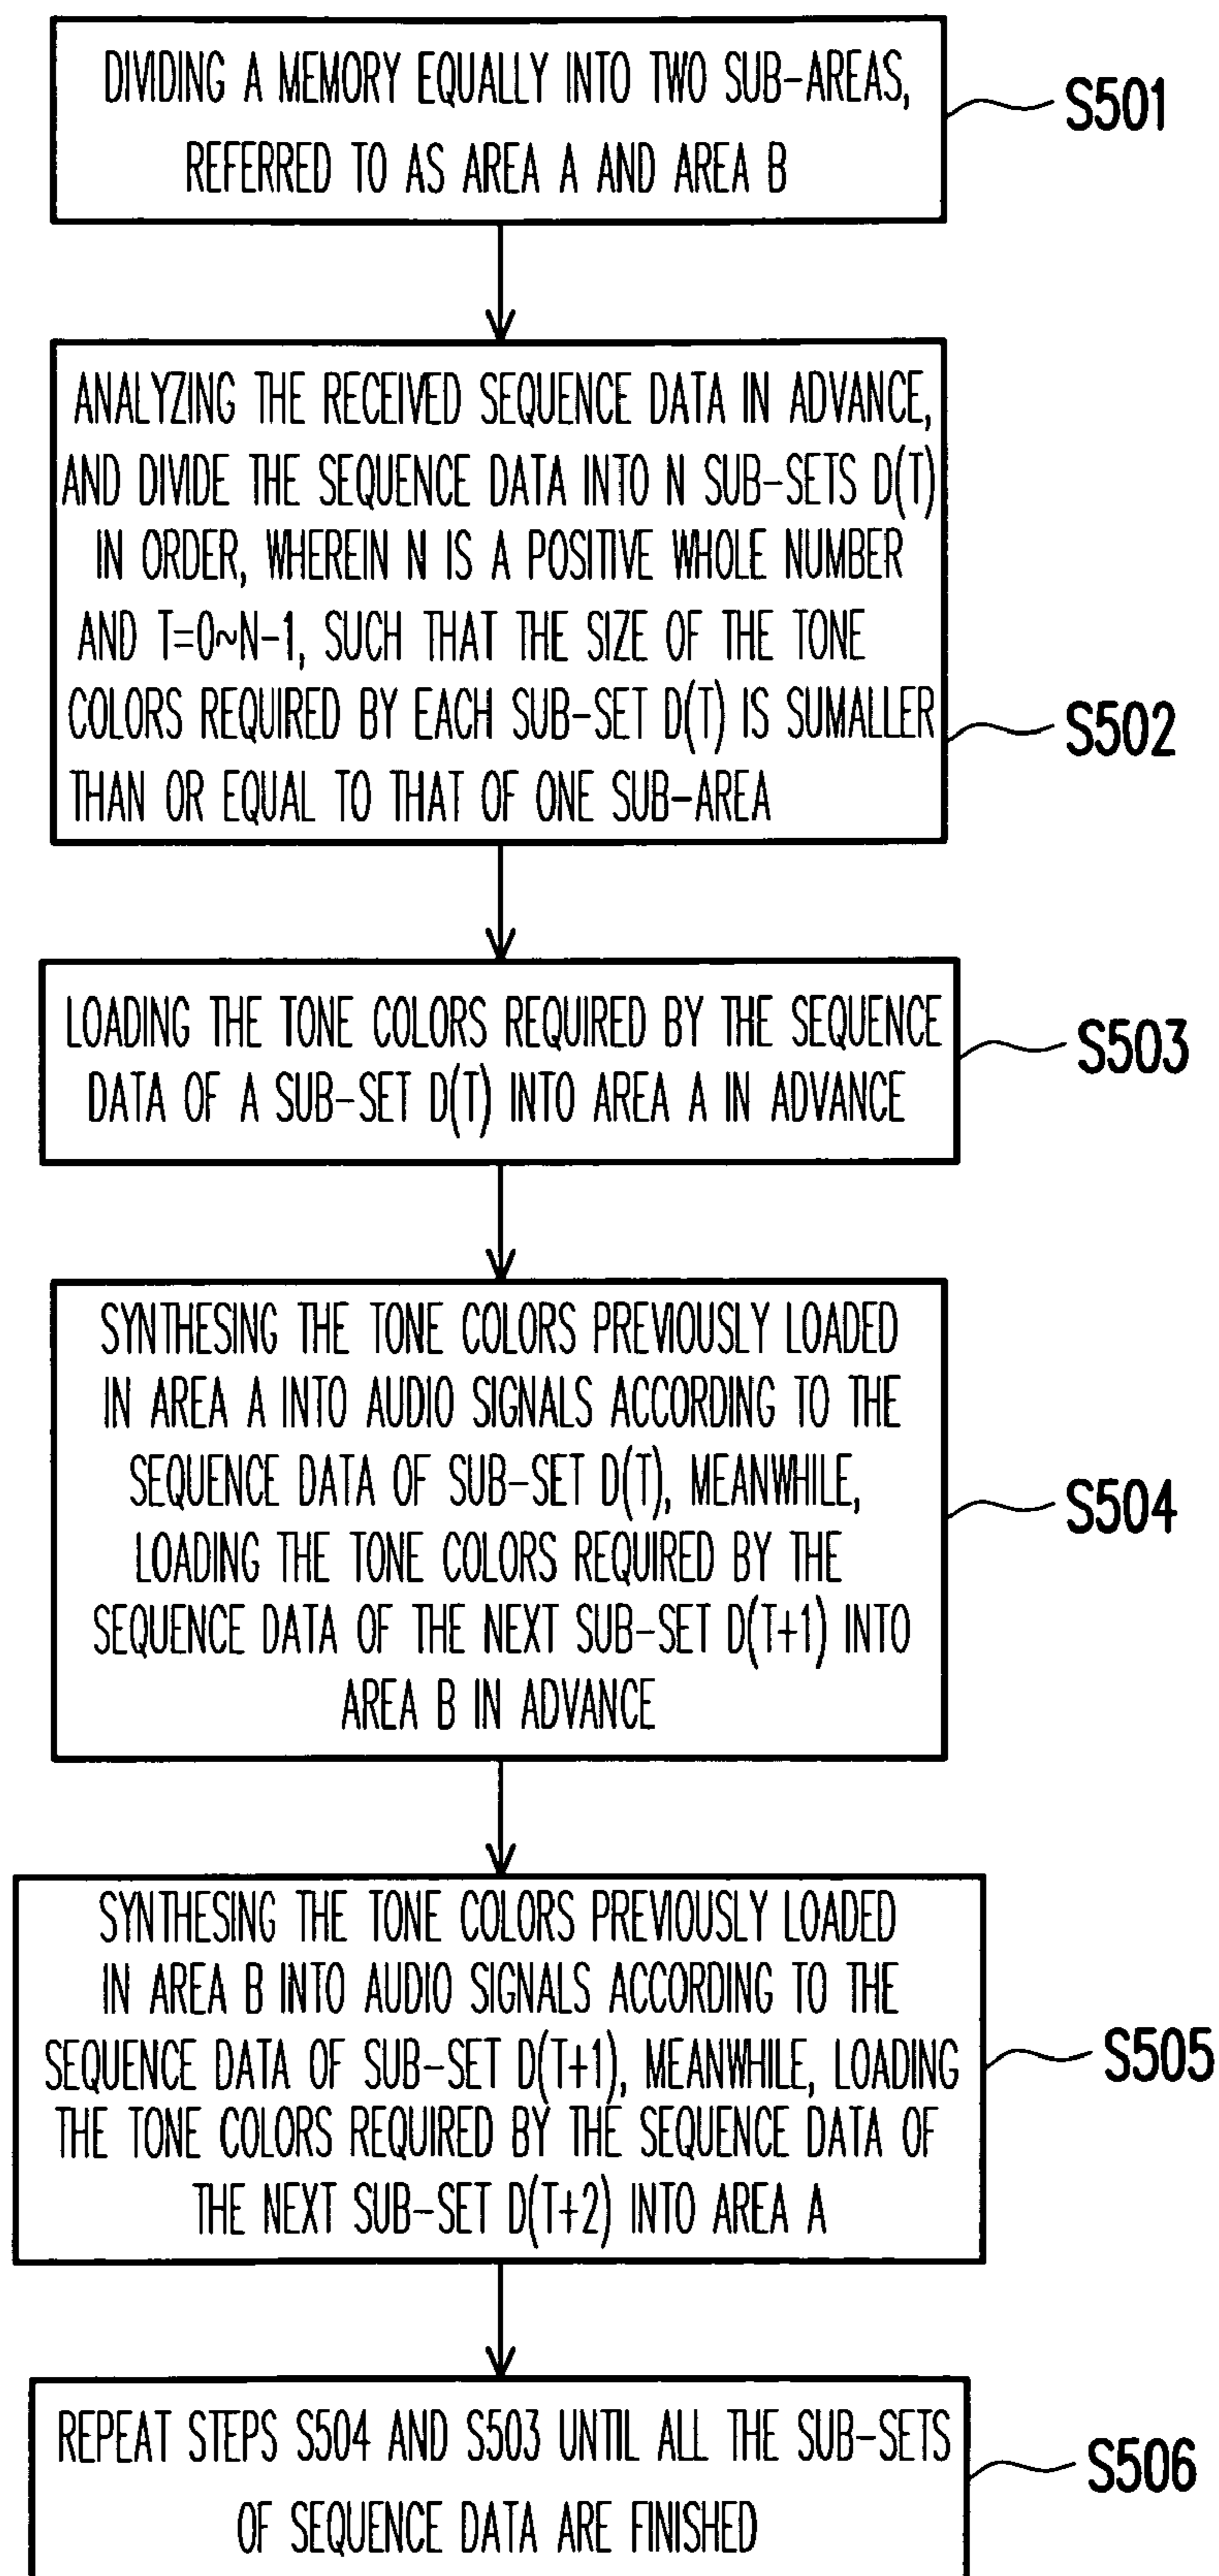 DIVIDING A MEMORY EQUALLY INTO TWO SUB-AREAS,
REFERRED TO AS AREA A AND AREA B
S501
ANALYZING THE RECEIVED SEQUENCE DATA IN ADVANCE,
AND DIVIDE THE SEQUENCE DATA INTO N SUB-SETS D(T)
IN ORDER, WHEREIN N IS A POSITIVE WHOLE NUMBER
AND T=0~N-1, SUCH THAT THE SIZE OF THE TONE
COLORS REQUIRED BY EACH SUB-SET D(T) IS SUMALLER
THAN OR EQUAL TO THAT OF ONE SUB-AREA
S502
LOADING THE TONE COLORS REQUIRED BY THE SEQUENCE
DATA OF A SUB-SET D(T) INTO AREA A IN ADVANCE
S503
SYNTHESING THE TONE COLORS PREVIOUSLY LOADED
IN AREA A INTO AUDIO SIGNALS ACCORDING TO THE
SEQUENCE DATA OF SUB-SET D(T), MEANWHILE,
LOADING THE TONE COLORS REQUIRED BY THE
SEQUENCE DATA OF THE NEXT SUB-SET D(T+1) INTO
AREA B IN ADVANCE
S504
SYNTHESING THE TONE COLORS PREVIOUSLY LOADED
IN AREA B INTO AUDIO SIGNALS ACCORDING TO THE
SEQUENCE DATA OF SUB-SET D(T+1), MEANWHILE, LOADING
THE TONE COLORS REQUIRED BY THE SEQUENCE DATA OF
THE NEXT SUB-SET D(T+2) INTO AREA A
S505
REPEAT STEPS S504 AND S503 UNTIL ALL THE SUB-SETS
OF SEQUENCE DATA ARE FINISHED
S506